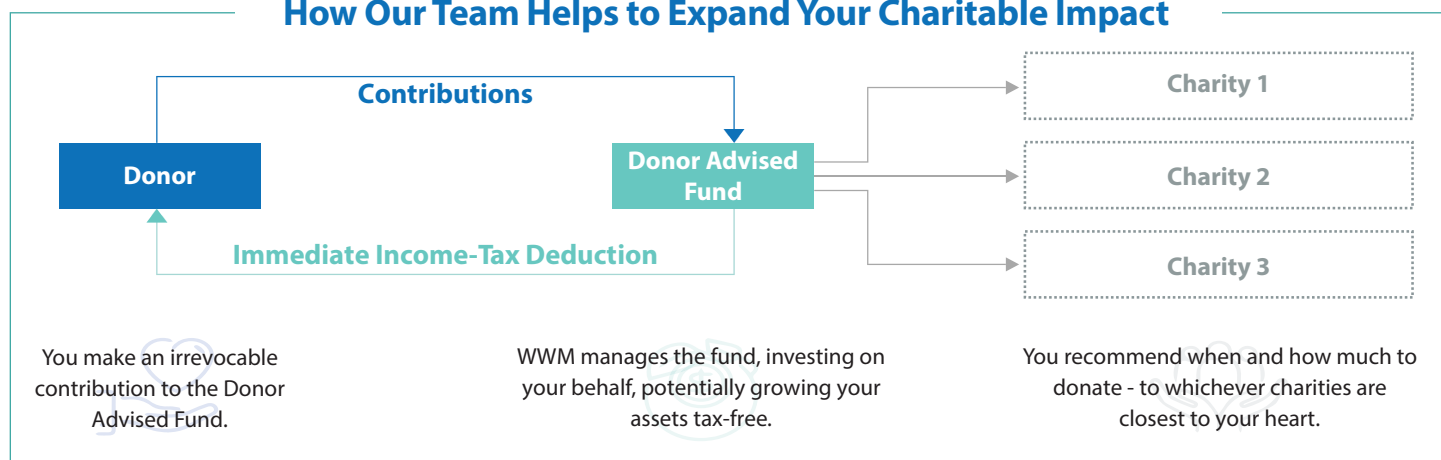 How Our Team Helps to Expand Your Charitable Impact
Contributions
Donor
Donor Advised
Fund
Immediate Income-Tax Deduction
Charity 1
Charity 2
Charity 3
You make an irrevocable
contribution to the Donor
Advised Fund.
WWM manages the fund, investing on
your behalf, potentially growing your
assets tax-free.
You recommend when and how much to
donate - to whichever charities are
closest to your heart.